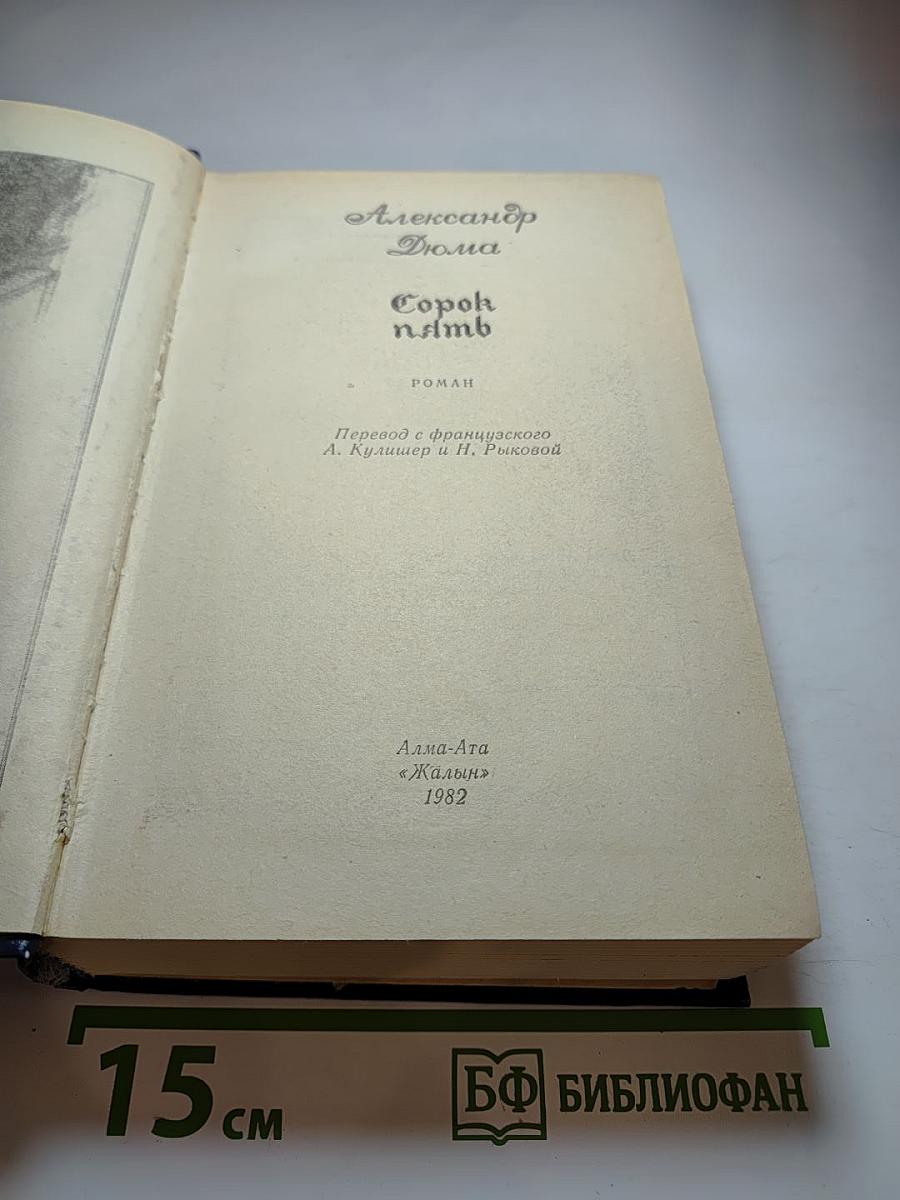 Александр
Дюма
Сорок
пять
РОМАН
Перевод с французского
А. Кулишер и Н. Рыковой
Алма-Ата
«Жалын»
1982
15 см
БФ БИБЛИОФАН